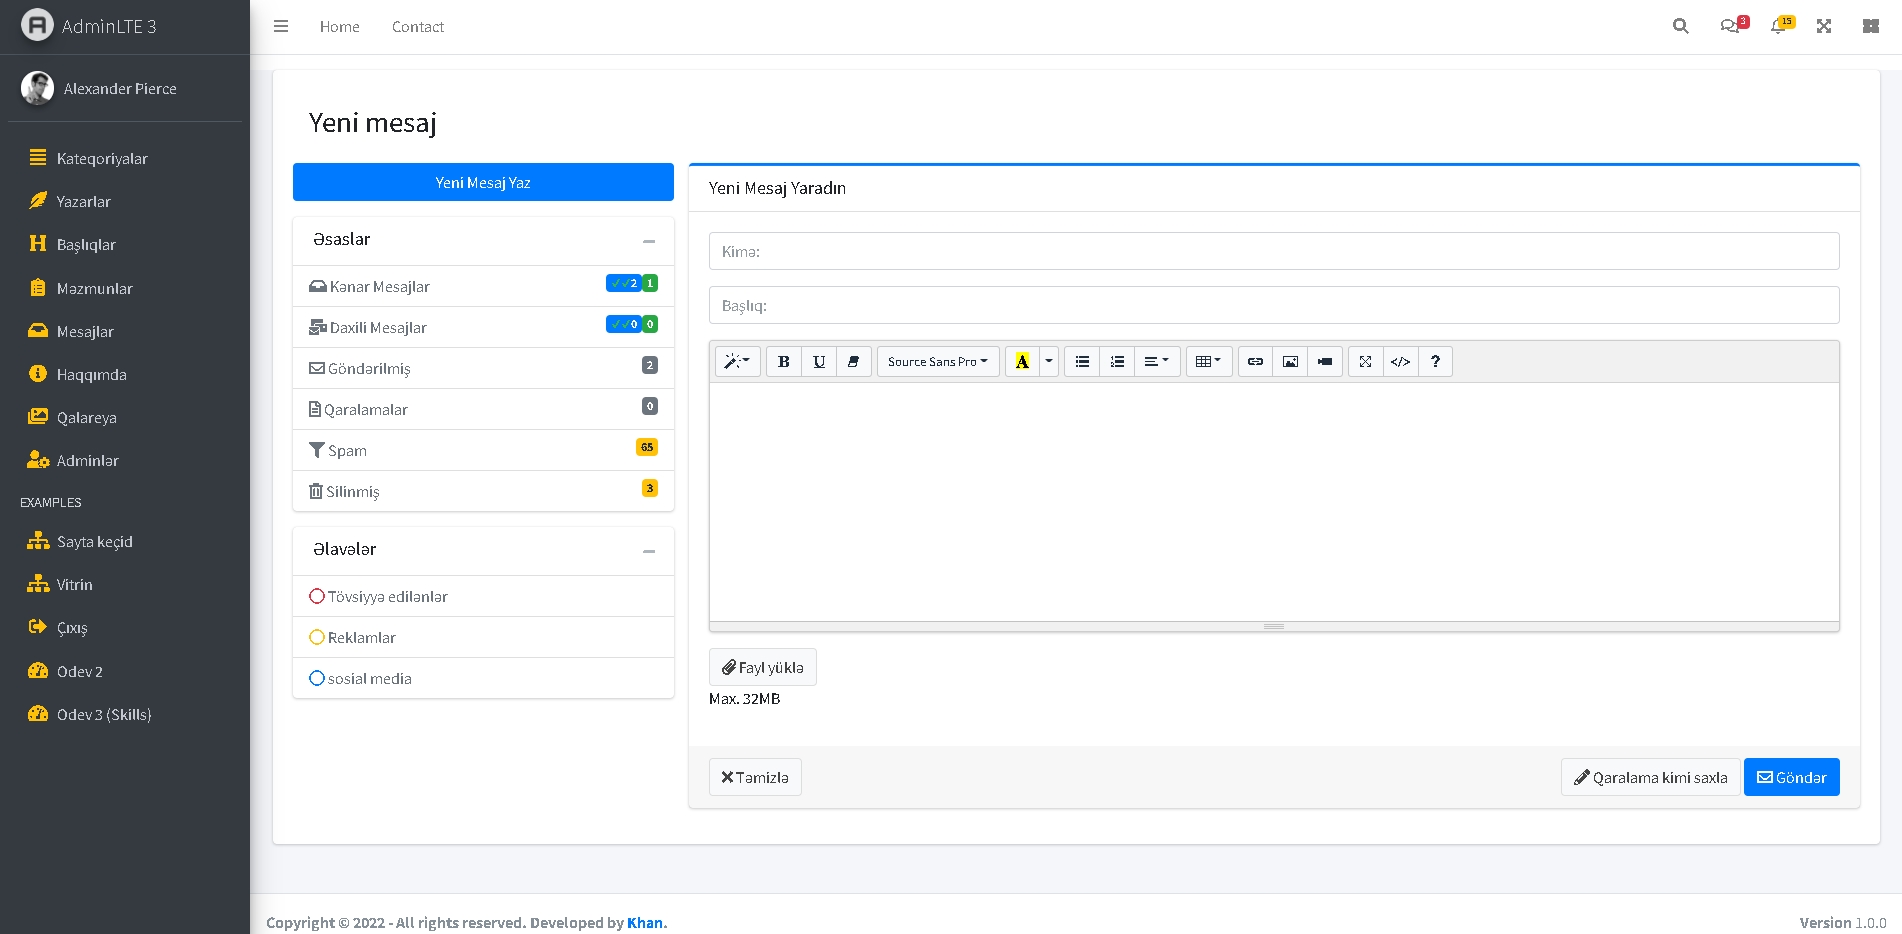 AdminLTE 3
Home
Contact
3
15
Alexander Pierce
Kateqoriyalar
Yazarlar
Başlıqlar
Məzmunlar
Mesajlar
Haqqımda
Qalareya
Adminlər
EXAMPLES
Sayta keçid
Vitrin
Çıxış
Odev 2
Odev 3 (Skills)
Yeni mesaj
Yeni Mesaj Yaz
Əsaslar
Kənar Mesajlar ✓✓2 1
Daxili Mesajlar ✓✓0 0
Göndərilmiş 2
Qaralamalar 0
Spam 65
Silinmiş 3
Əlavələr
Tövsiyyə edilənlər
Reklamlar
sosial media
Yeni Mesaj Yaradın
Kimə:
Başlıq:
B U Source Sans Pro A </> ?
Fayl yüklə
Max. 32MB
Təmizlə
Qaralama kimi saxla
Göndər
Copyright © 2022 - All rights reserved. Developed by Khan.
Version 1.0.0